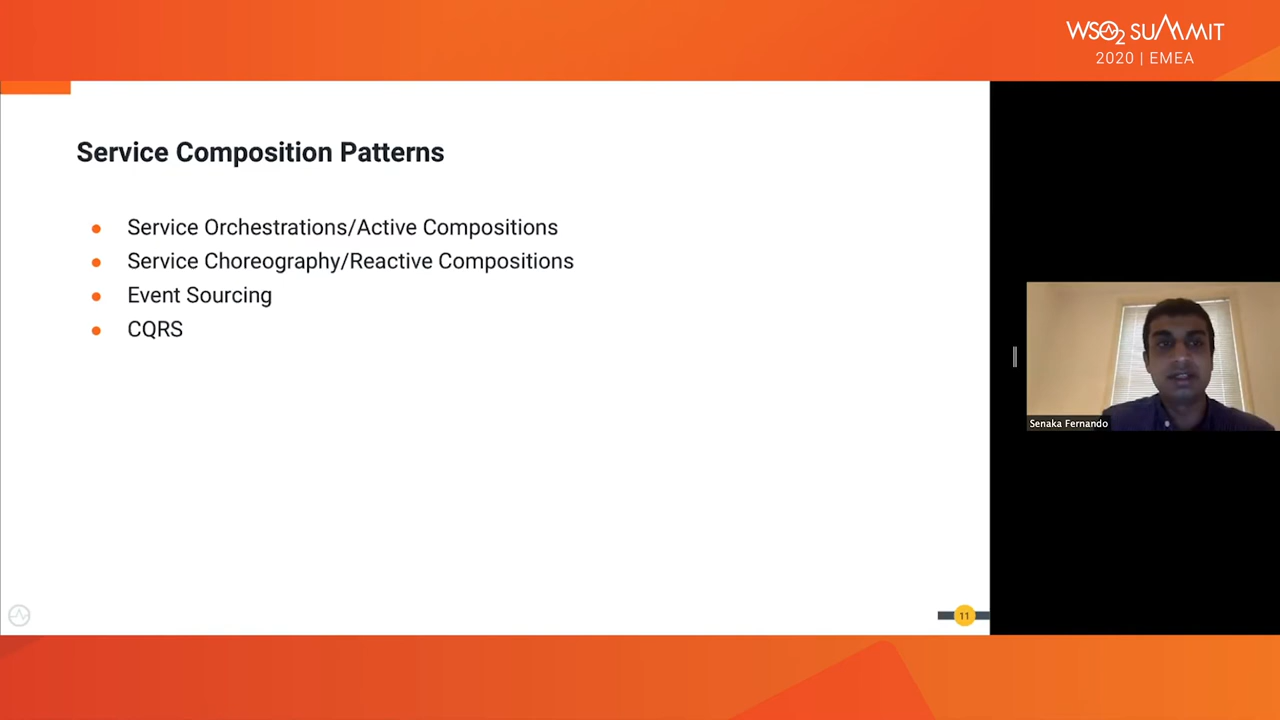 WSO2 SUMMIT
2020 | EMEA
Service Composition Patterns
● Service Orchestrations/Active Compositions
● Service Choreography/Reactive Compositions
● Event Sourcing
● CQRS
Senaka Fernando
11